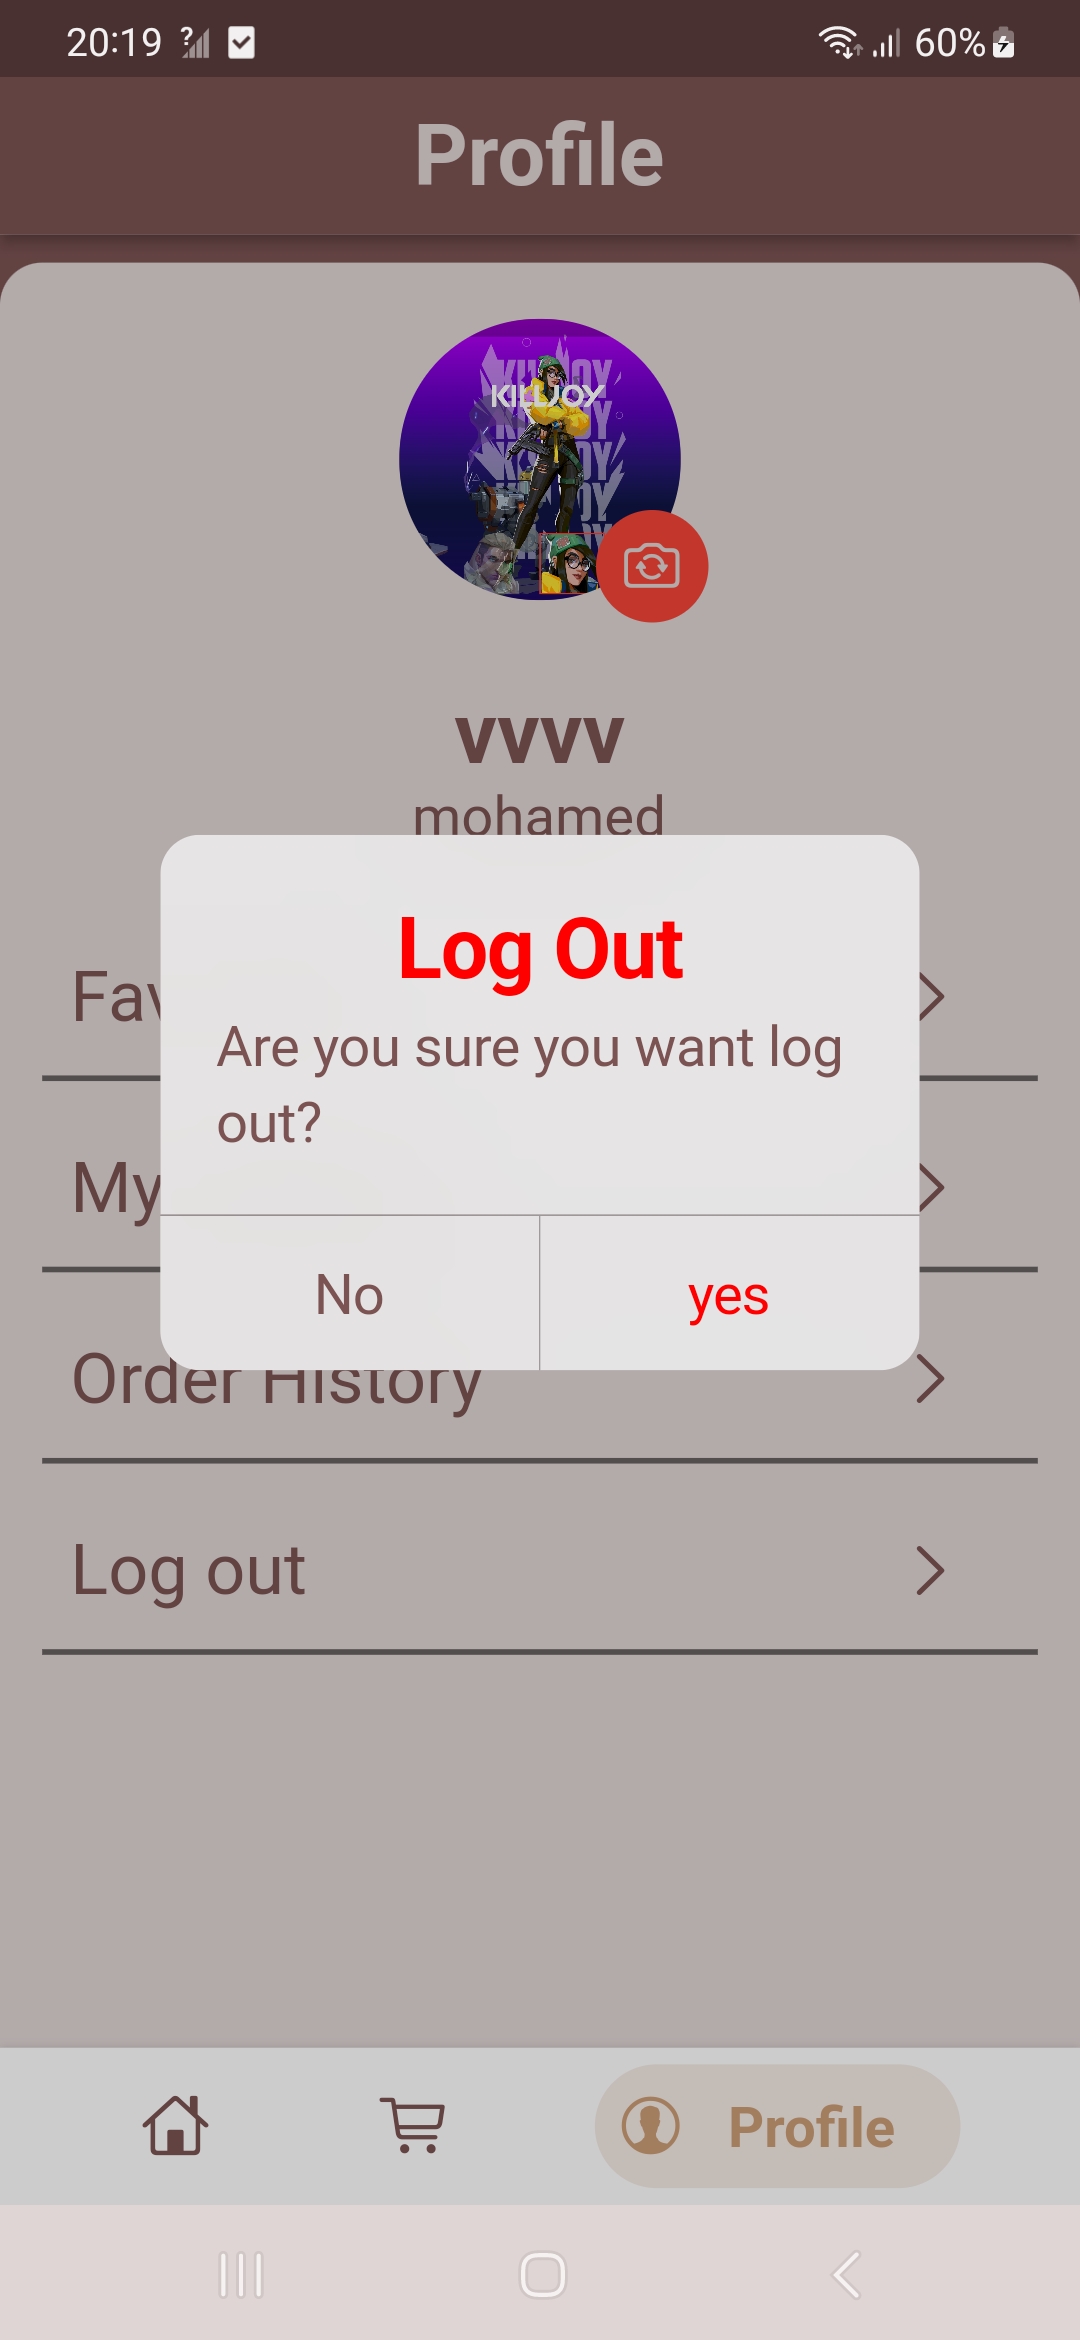 20:19
60%
Profile
KILLJOY
vvvv
mohamed
Log Out
Are you sure you want log
out?
No
yes
My
Order History
Log out
Profile